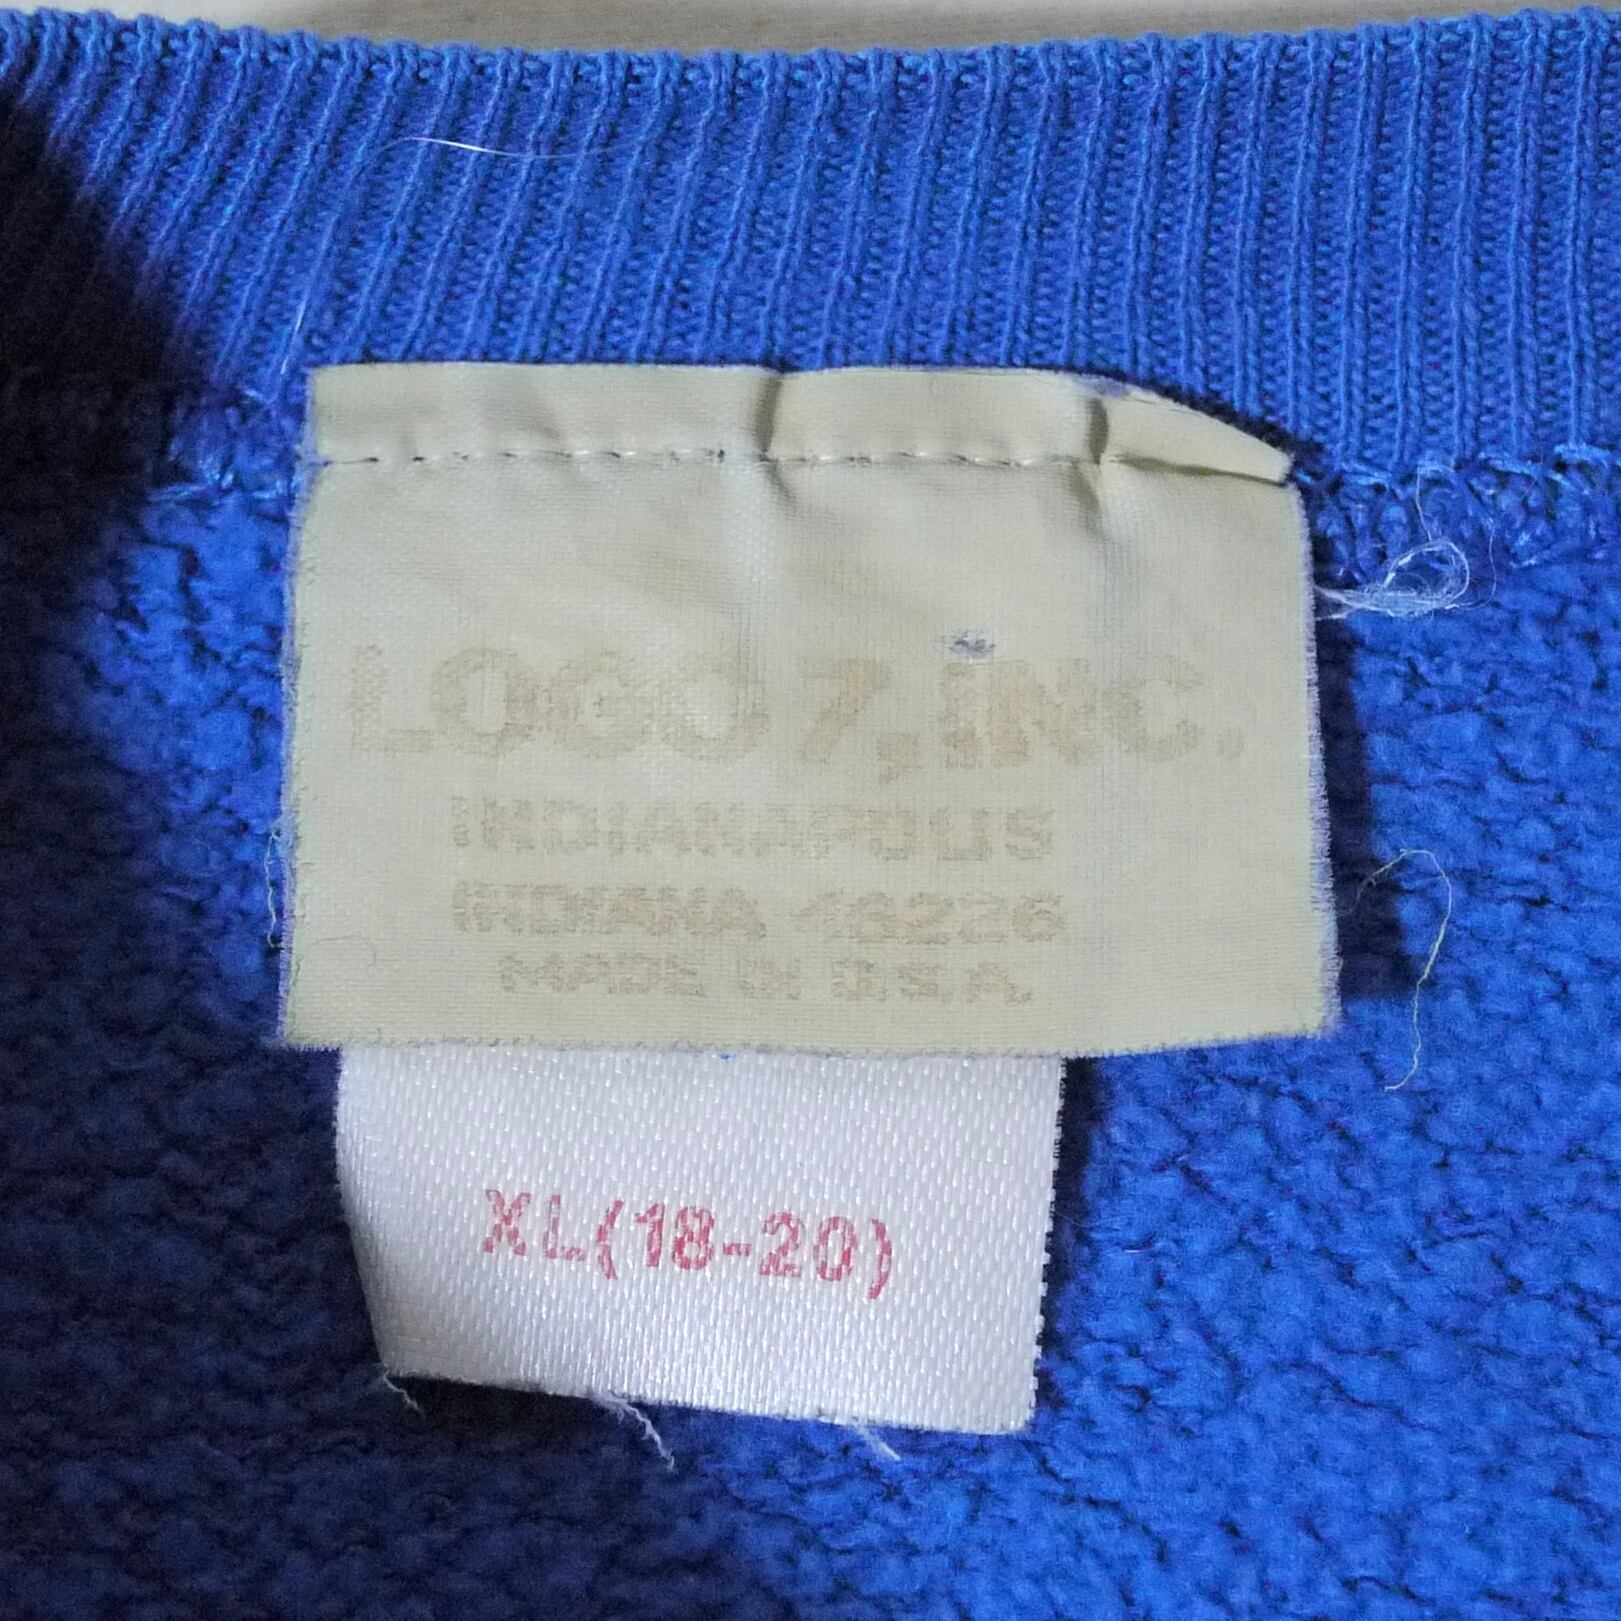 LOGO 7, INC.
INDIANAPOLIS
INDIANA 46226
MADE IN U.S.A.
XL(18-20)